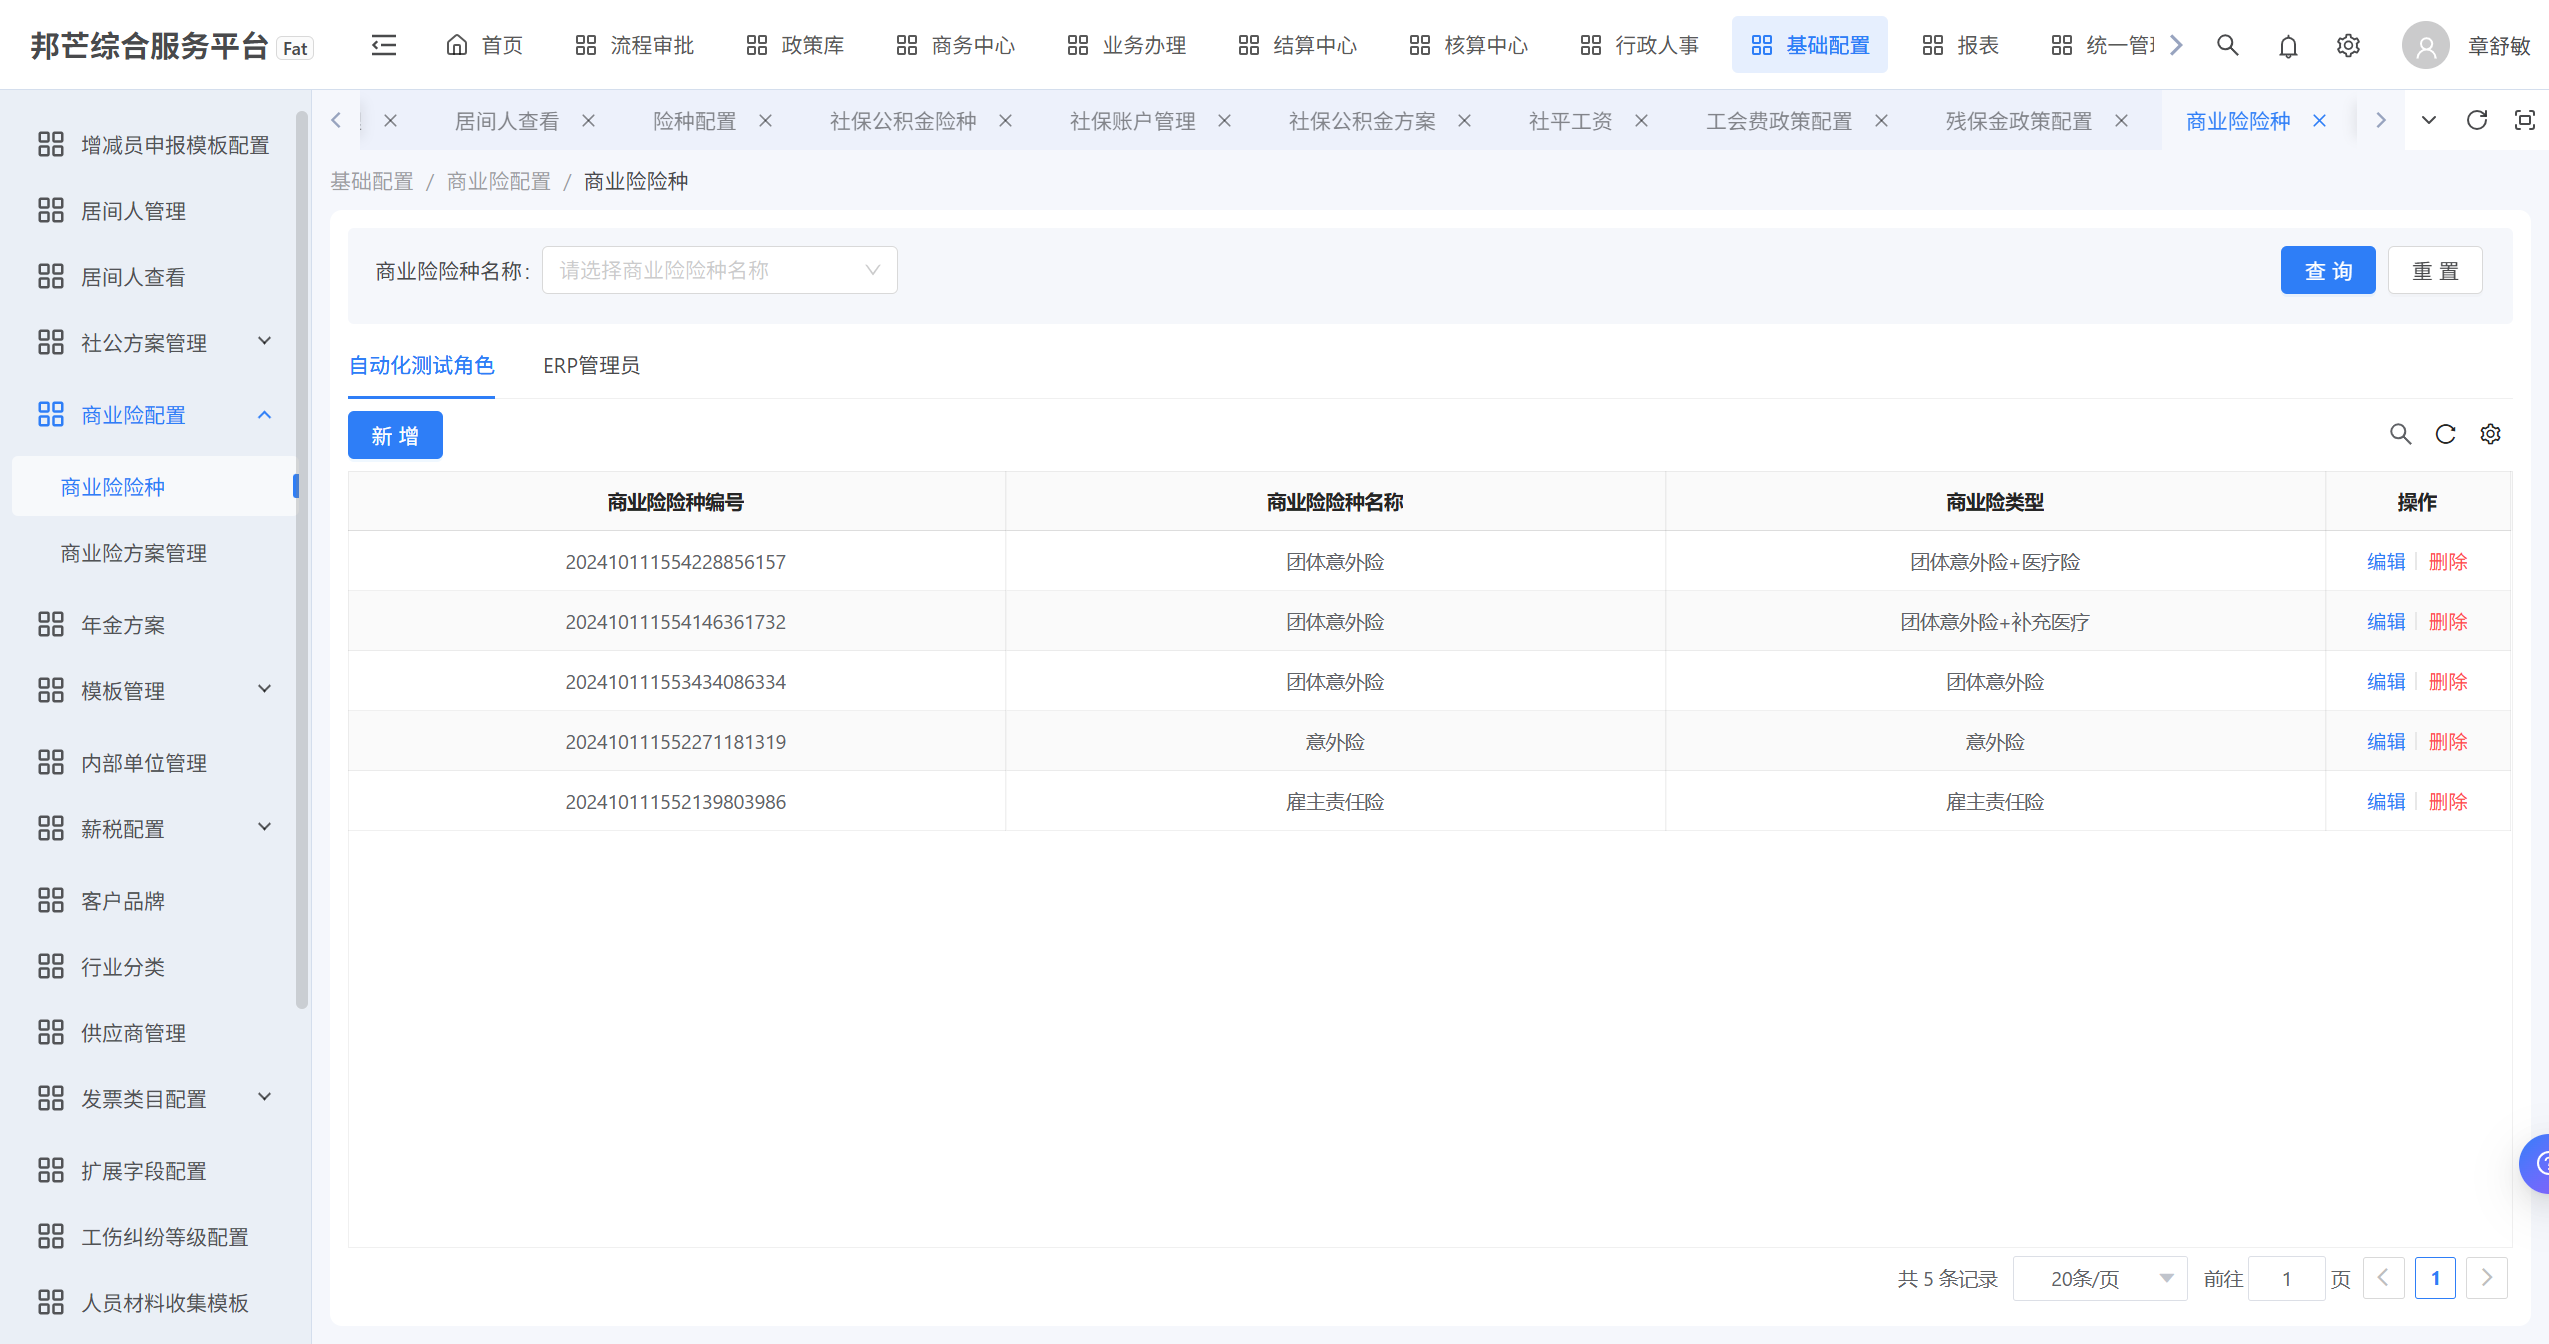 邦芒综合服务平台 Fat 首页 流程审批 政策库 商务中心 业务办理 结算中心 核算中心 行政人事 基础配置 报表 统一管 章舒敏
居间人查看 险种配置 社保公积金险种 社保账户管理 社保公积金方案 社平工资 工会费政策配置 残保金政策配置 商业险险种
增减员申报模板配置
居间人管理
居间人查看
社公方案管理
商业险配置
商业险险种
商业险方案管理
年金方案
模板管理
内部单位管理
薪税配置
客户品牌
行业分类
供应商管理
发票类目配置
扩展字段配置
工伤纠纷等级配置
人员材料收集模板
基础配置 / 商业险配置 / 商业险险种
商业险险种名称: 请选择商业险险种名称 查 询 重 置
自动化测试角色 ERP管理员
新 增
商业险险种编号 商业险险种名称 商业险类型 操作
202410111554228856157 团体意外险 团体意外险+医疗险 编辑 删除
202410111554146361732 团体意外险 团体意外险+补充医疗 编辑 删除
202410111553434086334 团体意外险 团体意外险 编辑 删除
202410111552271181319 意外险 意外险 编辑 删除
202410111552139803986 雇主责任险 雇主责任险 编辑 删除
共 5 条记录 20条/页 前往 1 页 1